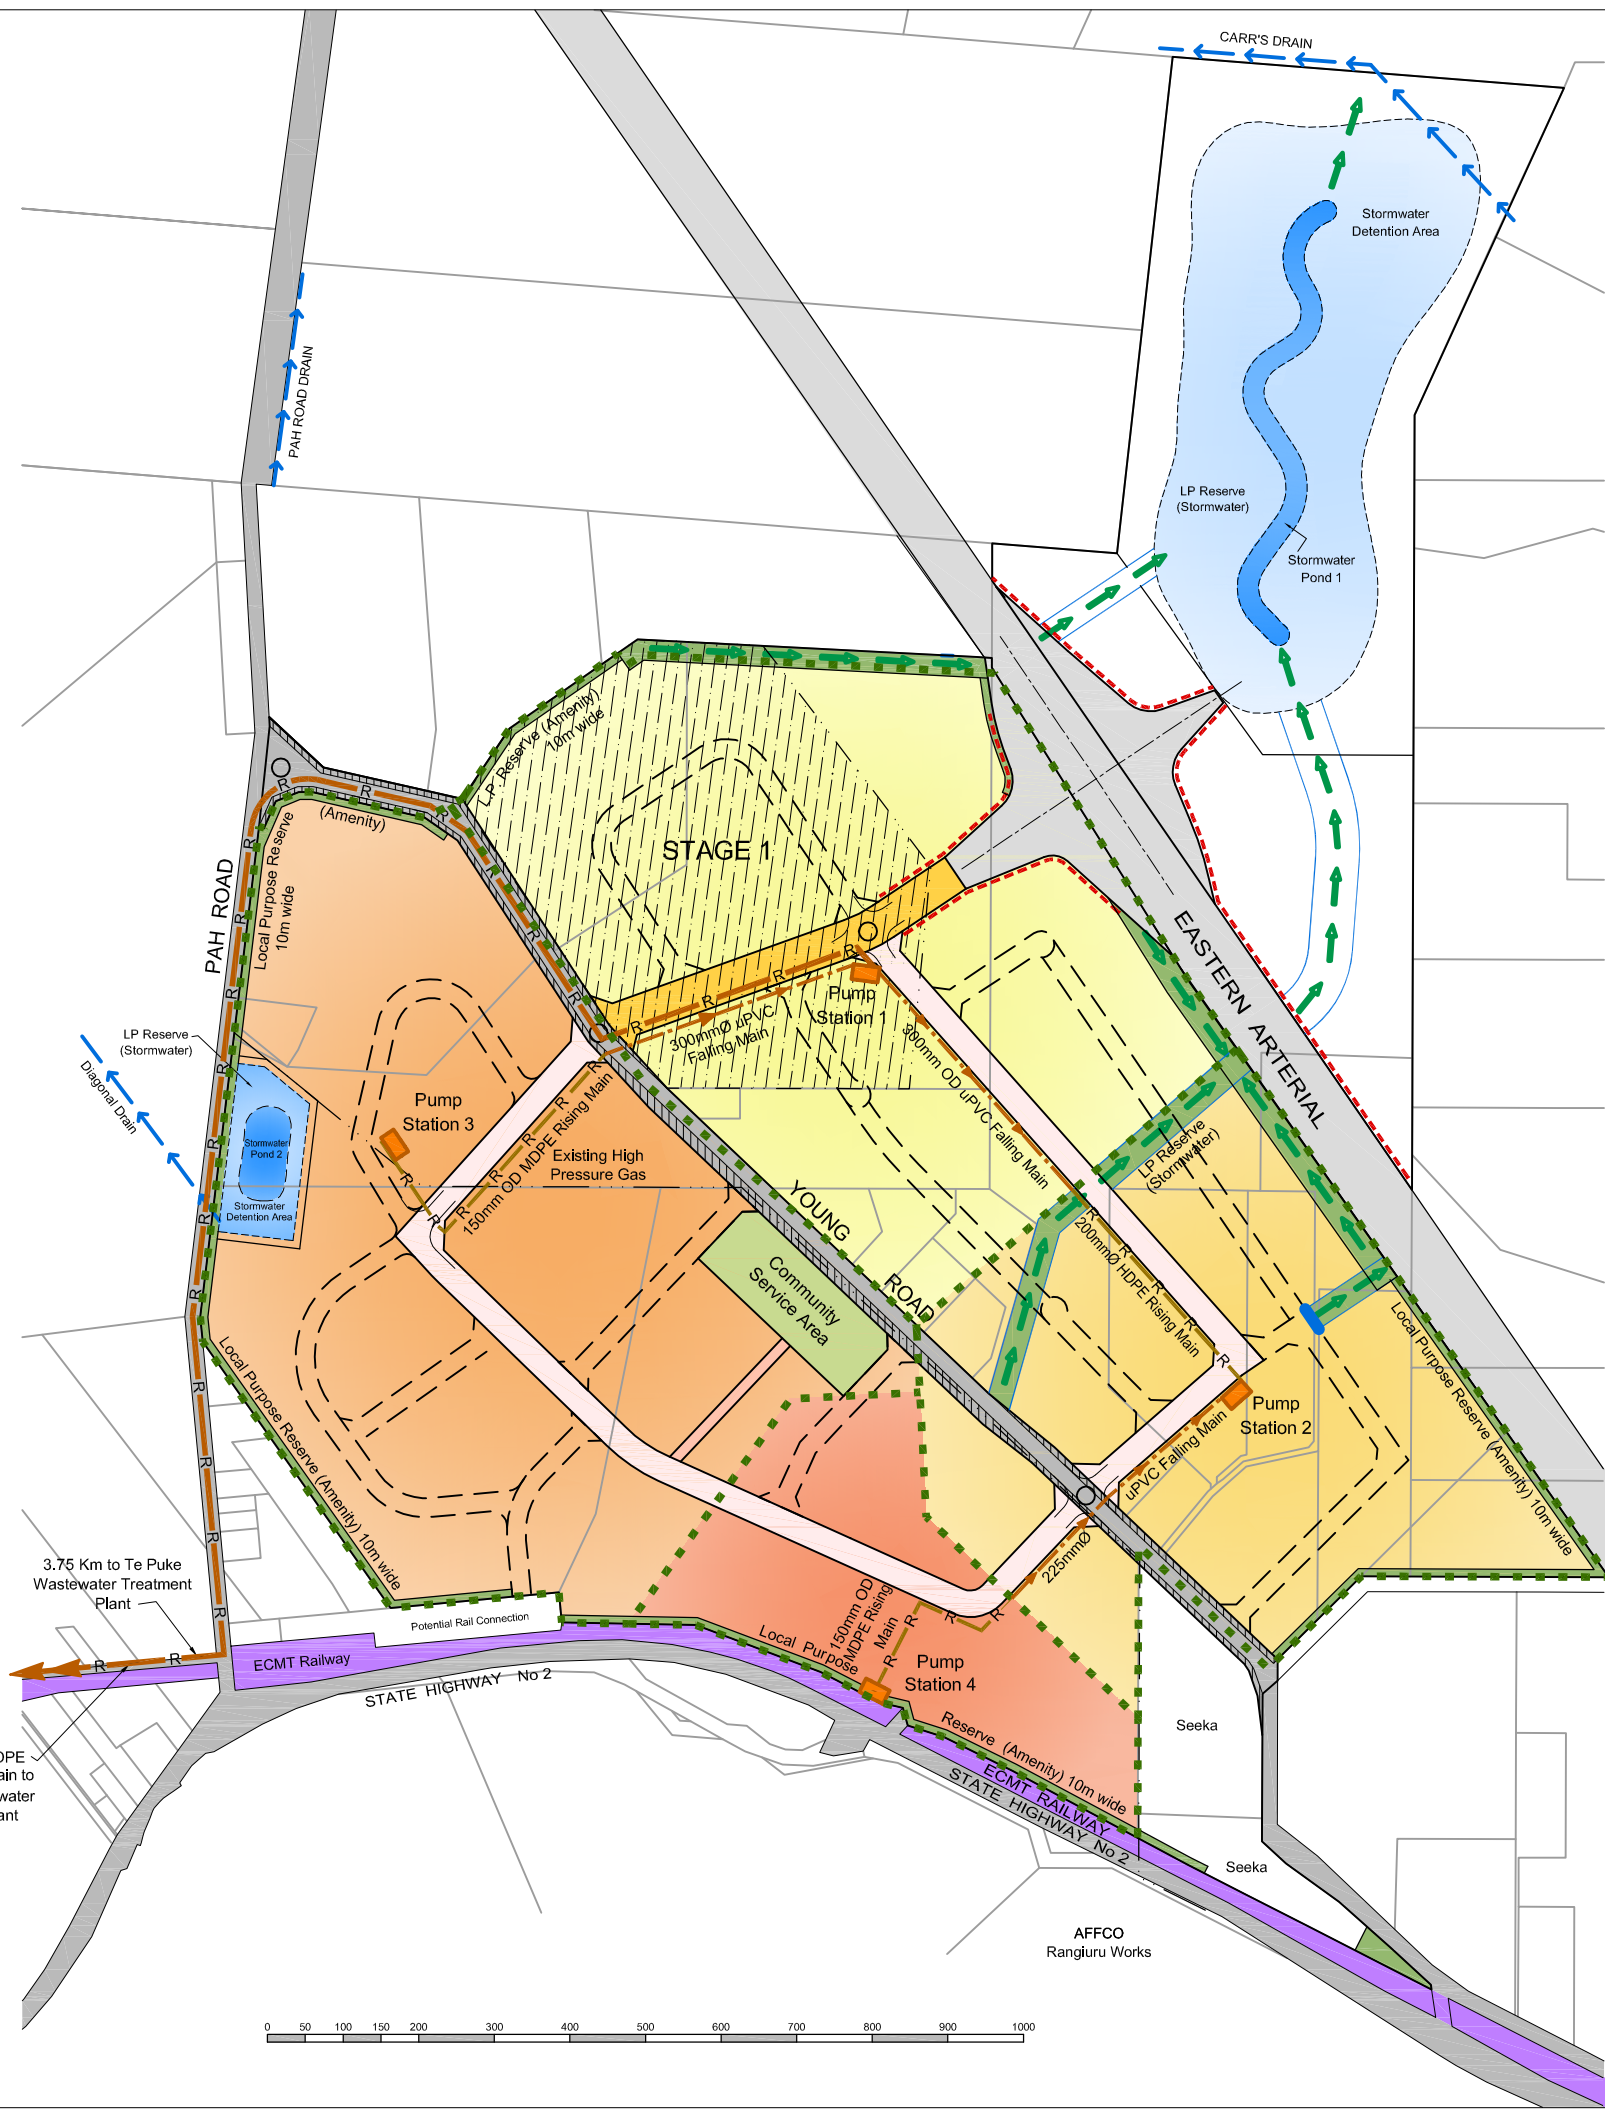 CARR'S DRAIN
Stormwater
Detention Area
PAH ROAD DRAIN
LP Reserve
(Stormwater)
Stormwater
Pond 1
LP Reserve (Amenity)
10m wide
R
R
R
(Amenity)
STAGE 1
PAH ROAD
Local Purpose Reserve
10m wide
R
R
R
R
R
R
R
R
EASTERN ARTERIAL
R
R
R
R
Pump
Station 1
300mmØ uPVC
Falling Main
300mm OD uPVC Falling Main
LP Reserve
(Stormwater)
Diagonal Drain
Pump
Station 3
R
R
R
R
R
R
R
150mm OD MDPE Rising Main
Existing High
Pressure Gas
Stormwater
Pond 2
Stormwater
Detention Area
LP Reserve
(Stormwater)
YOUNG
ROAD
Community
Service Area
R
R
R
R
R
200mmØ HDPE Rising Main
Pump
Station 2
uPVC Falling Main
225mmØ
Local Purpose Reserve (Amenity) 10m wide
Local Purpose Reserve (Amenity) 10m wide
R
R
R
R
R
3.75 Km to Te Puke
Wastewater Treatment
Plant
R
R
Potential Rail Connection
ECMT Railway
STATE HIGHWAY No 2
150mm OD
MDPE Rising
Main
R
R
R
R
Local Purpose
Pump
Station 4
Reserve (Amenity) 10m wide
ECMT RAILWAY
STATE HIGHWAY No 2
Seeka
Seeka
DPE
ain to
water
ant
AFFCO
Rangiuru Works
0 50 100 150 200 300 400 500 600 700 800 900 1000